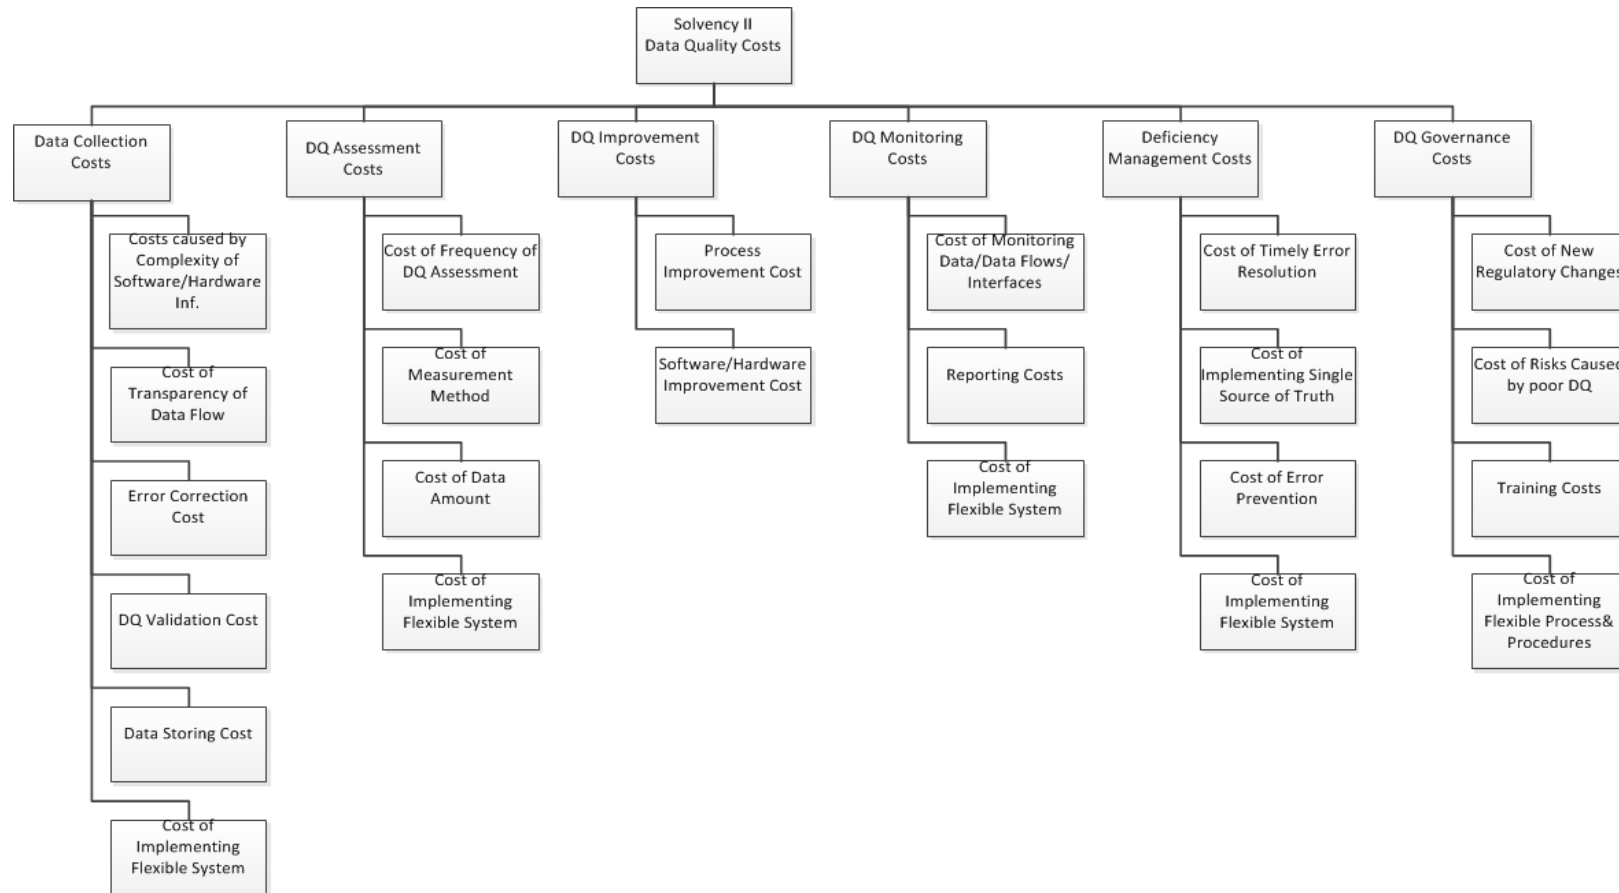 Solvency II
Data Quality Costs
Data Collection
Costs
DQ Assessment
Costs
DQ Improvement
Costs
DQ Monitoring
Costs
Deficiency
Management Costs
DQ Governance
Costs
Costs caused by
Complexity of
Software/Hardware
Inf.
Cost of
Transparency of
Data Flow
Error Correction
Cost
DQ Validation Cost
Data Storing Cost
Cost of
Implementing
Flexible System
Cost of Frequency of
DQ Assessment
Cost of
Measurement
Method
Cost of Data
Amount
Cost of
Implementing
Flexible System
Process
Improvement Cost
Software/Hardware
Improvement Cost
Cost of Monitoring
Data/Data Flows/
Interfaces
Reporting Costs
Cost of
Implementing
Flexible System
Cost of Timely Error
Resolution
Cost of
Implementing Single
Source of Truth
Cost of Error
Prevention
Cost of
Implementing
Flexible System
Cost of New
Regulatory Changes
Cost of Risks Caused
by poor DQ
Training Costs
Cost of
Implementing
Flexible Process&
Procedures